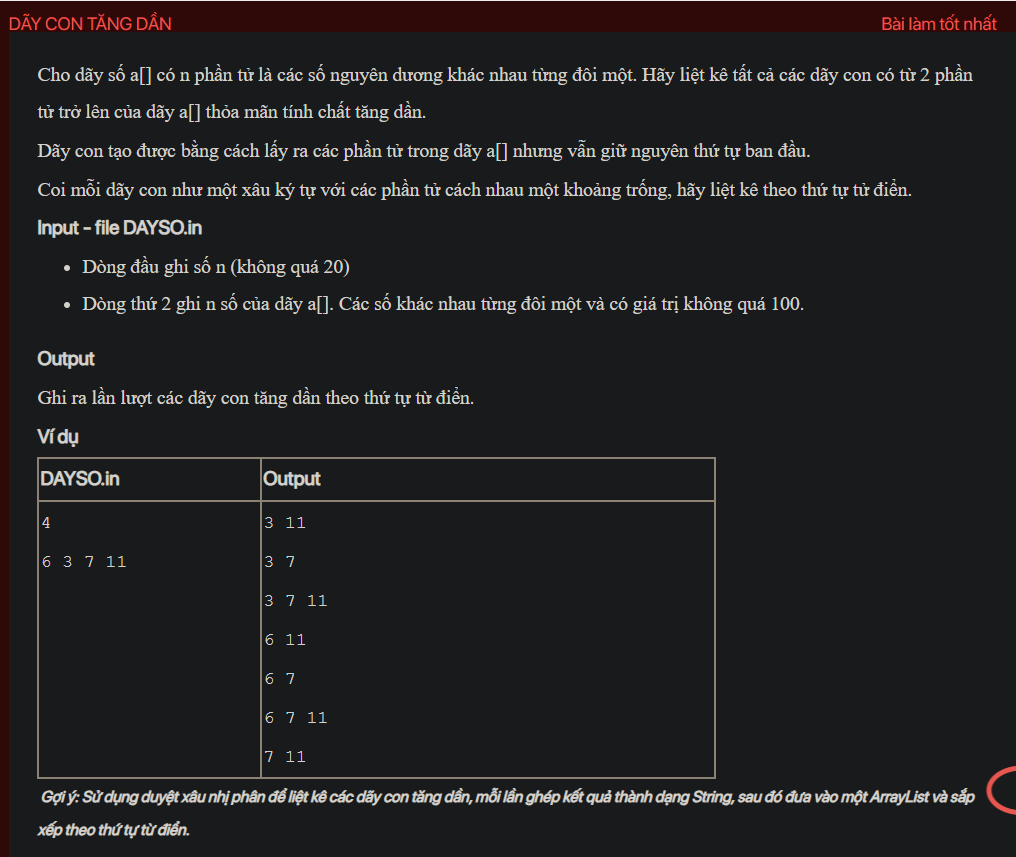 DÃY CON TĂNG DẦN
Bài làm tốt nhất
Cho dãy số a[] có n phần tử là các số nguyên dương khác nhau từng đôi một. Hãy liệt kê tất cả các dãy con có từ 2 phần
tử trở lên của dãy a[] thỏa mãn tính chất tăng dần.
Dãy con tạo được bằng cách lấy ra các phần tử trong dãy a[] nhưng vẫn giữ nguyên thứ tự ban đầu.
Coi mỗi dãy con như một xâu ký tự với các phần tử cách nhau một khoảng trống, hãy liệt kê theo thứ tự từ điển.
Input – file DAYSO.in
• Dòng đầu ghi số n (không quá 20)
• Dòng thứ 2 ghi n số của dãy a[]. Các số khác nhau từng đôi một và có giá trị không quá 100.
Output
Ghi ra lần lượt các dãy con tăng dần theo thứ tự từ điển.
Ví dụ
DAYSO.in
Output
4
6 3 7 11
3 11
3 7
3 7 11
6 11
6 7
6 7 11
7 11
Gợi ý: Sử dụng duyệt xâu nhị phân để liệt kê các dãy con tăng dần, mỗi lần ghép kết quả thành dạng String, sau đó đưa vào một ArrayList và sắp
xếp theo thứ tự từ điển.